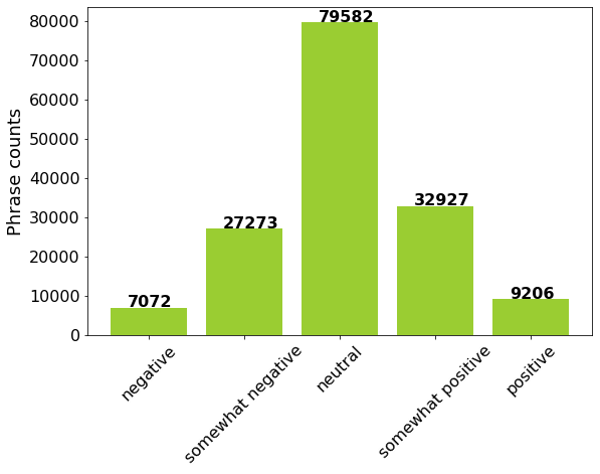 80000
70000
60000
50000
40000
30000
20000
10000
0
Phrase counts
7072
27273
79582
32927
9206
negative
somewhat negative
neutral
somewhat positive
positive